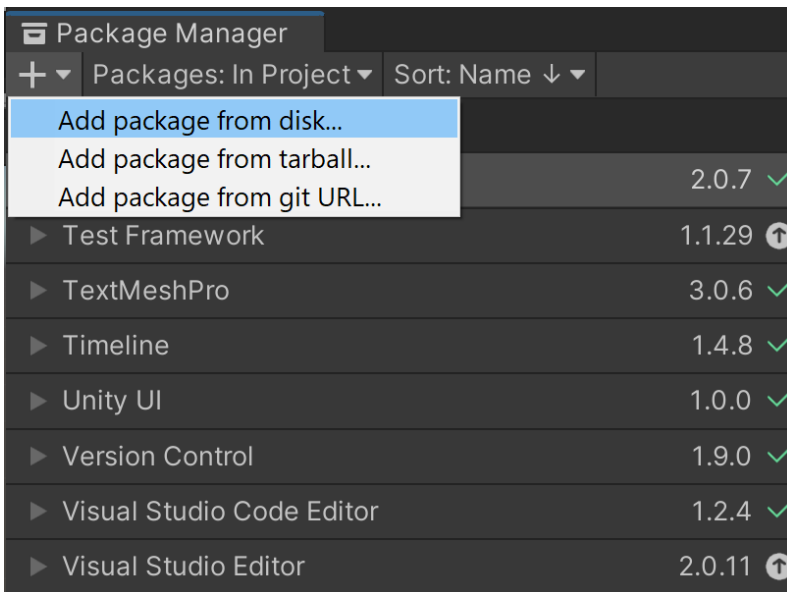 Package Manager
Packages: In Project Sort: Name ↓
Add package from disk...
Add package from tarball...
Add package from git URL...
2.0.7
Test Framework 1.1.29
TextMeshPro 3.0.6
Timeline 1.4.8
Unity UI 1.0.0
Version Control 1.9.0
Visual Studio Code Editor 1.2.4
Visual Studio Editor 2.0.11